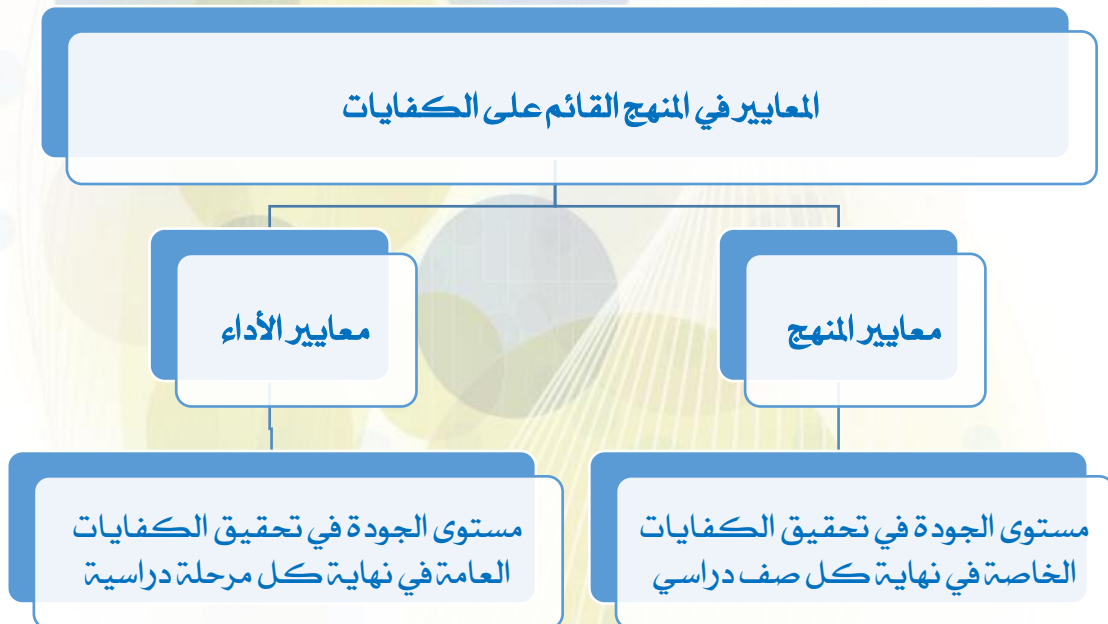 المعايير في المنهج القائم على الكفايات
معايير المنهج
معايير الأداء
مستوى الجودة في تحقيق الكفايات
الخاصة في نهاية كل صف دراسي
مستوى الجودة في تحقيق الكفايات
العامة في نهاية كل مرحلة دراسية